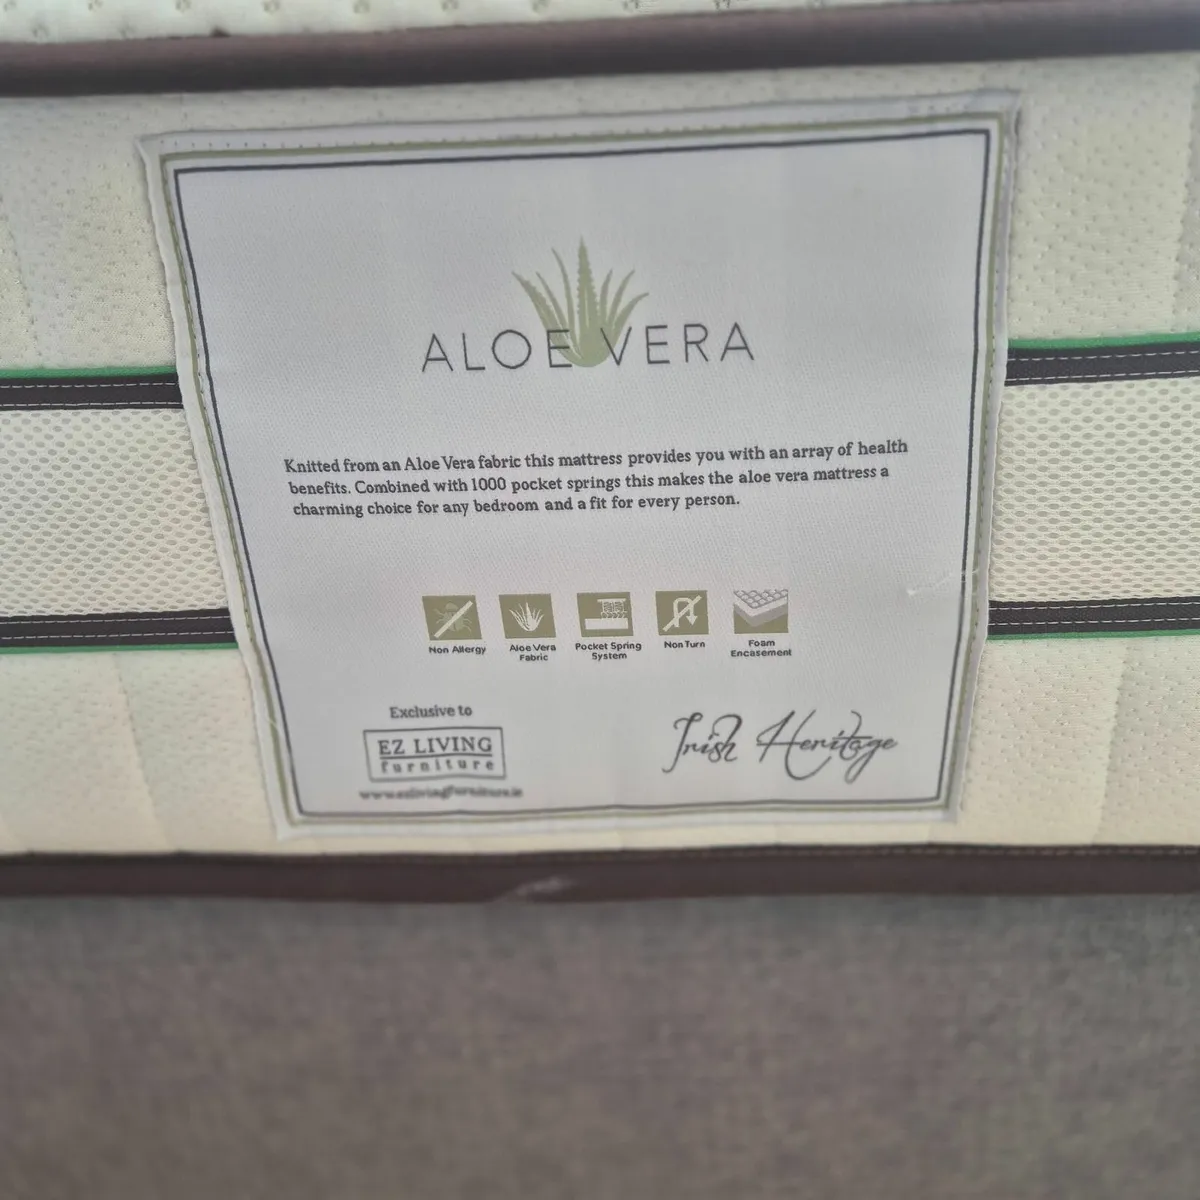 ALOE VERA
Knitted from an Aloe Vera fabric this mattress provides you with an array of health
benefits. Combined with 1000 pocket springs this makes the aloe vera mattress a
charming choice for any bedroom and a fit for every person.
Non Allergy
Aloe Vera
Fabric
Pocket Spring
System
Non Turn
Foam
Encasement
Exclusive to
EZ LIVING
furniture
www.ezlivingfurniture.ie
Irish Heritage